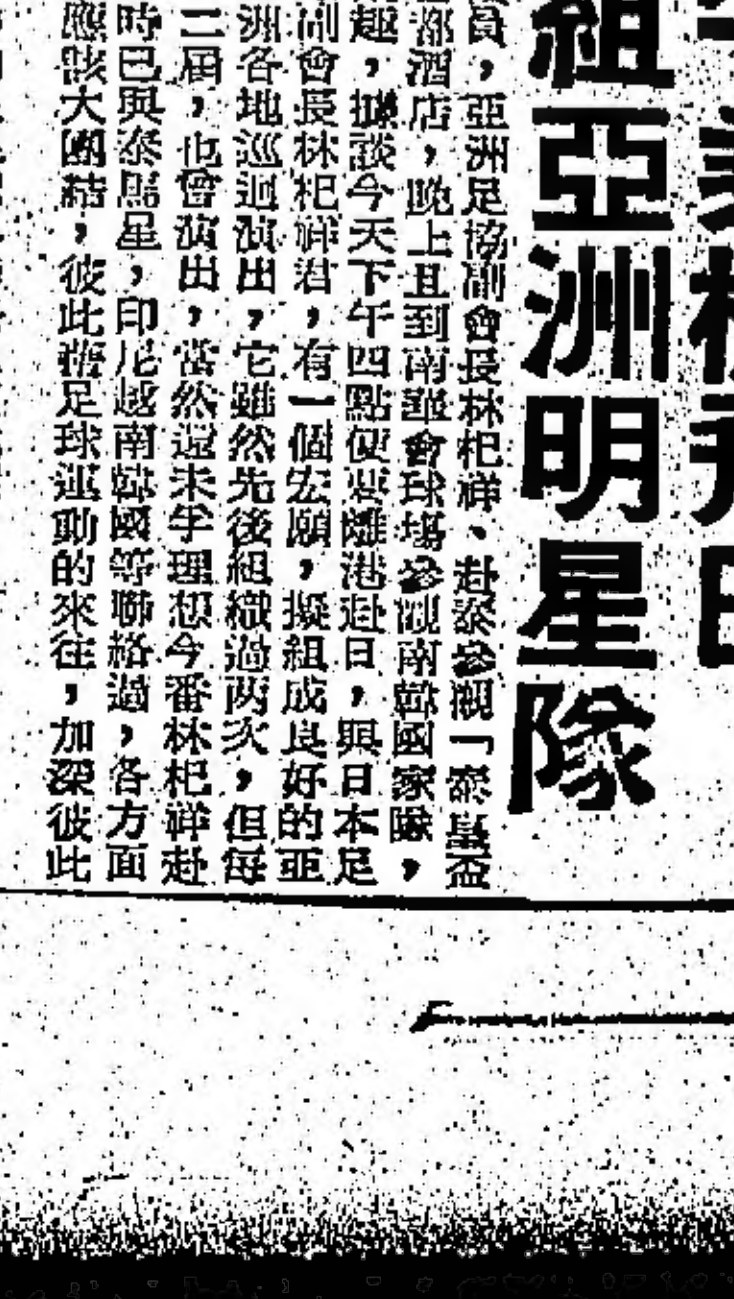 組亞洲明星隊
員，亞洲足協副會長林杞祥、赴泰參觀「泰皇盃
都酒店，晚上且到南華會球塲參觀南韓國家隊，
趣，據談今天下午四點便要離港赴日，與日本足
副會長林杞祥君，有一個宏願，擬組成良好的亞
洲各地巡迴演出，它雖然先後組織過两次，但每
二屆，也曾演出，當然還未孚理想今番林杞祥赴
時已與泰馬星，印尼越南韓國等聯絡過，各方面
應該大團結，彼此藉足球運動的來往，加深彼此